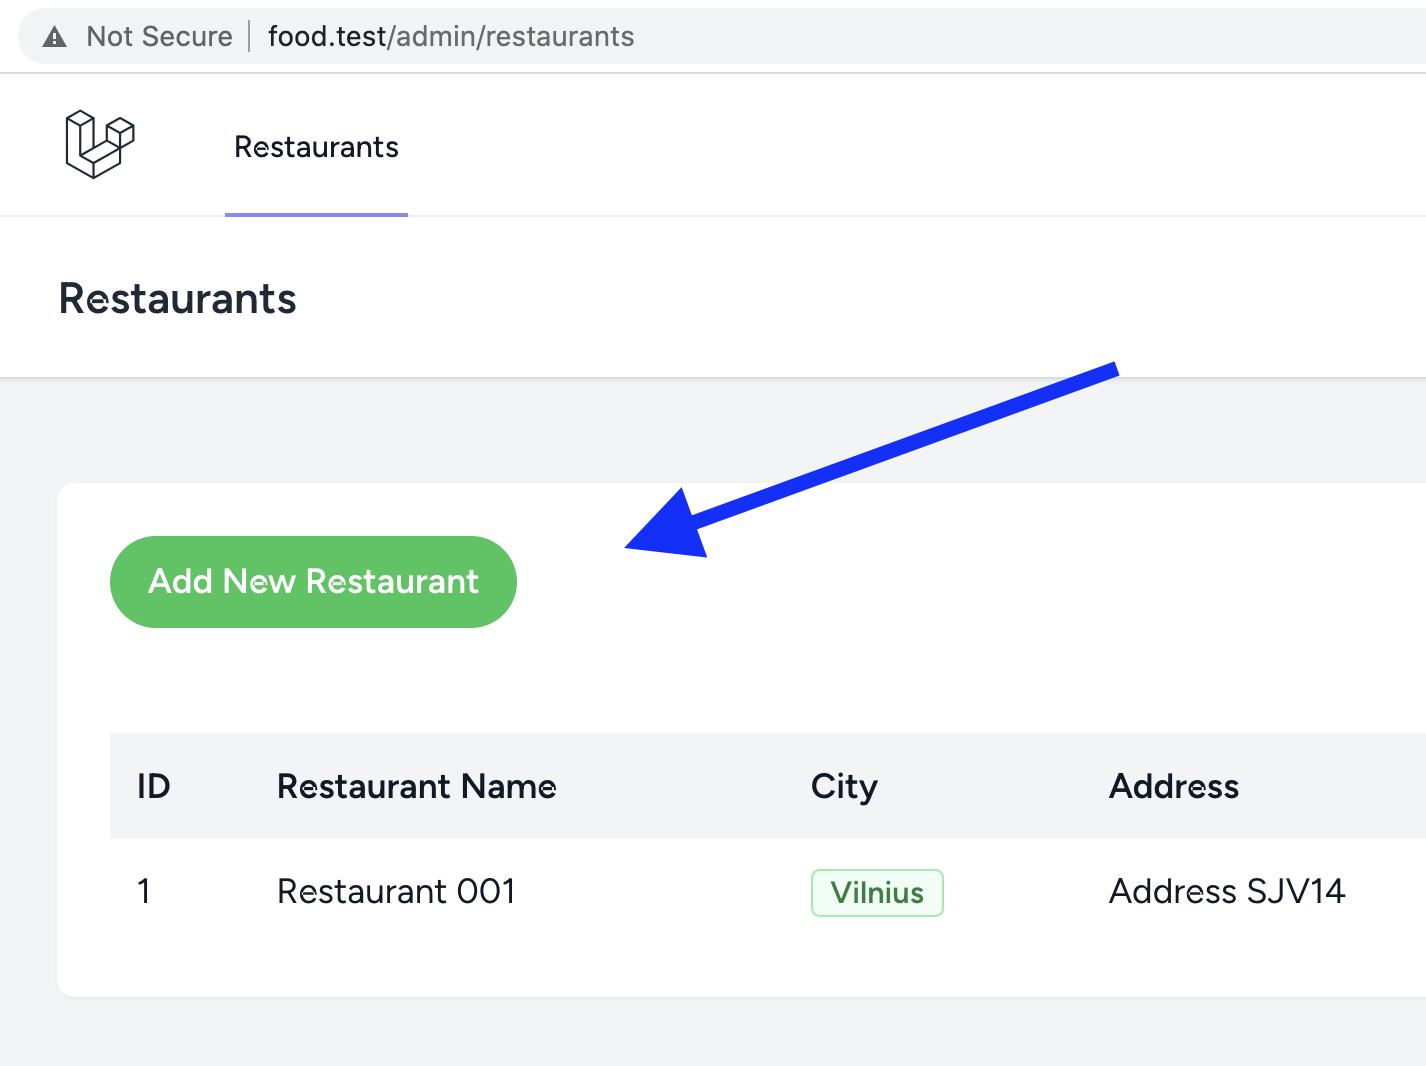 Not Secure food.test/admin/restaurants
Restaurants
Restaurants
Add New Restaurant
ID Restaurant Name City Address
1 Restaurant 001 Vilnius Address SJV14